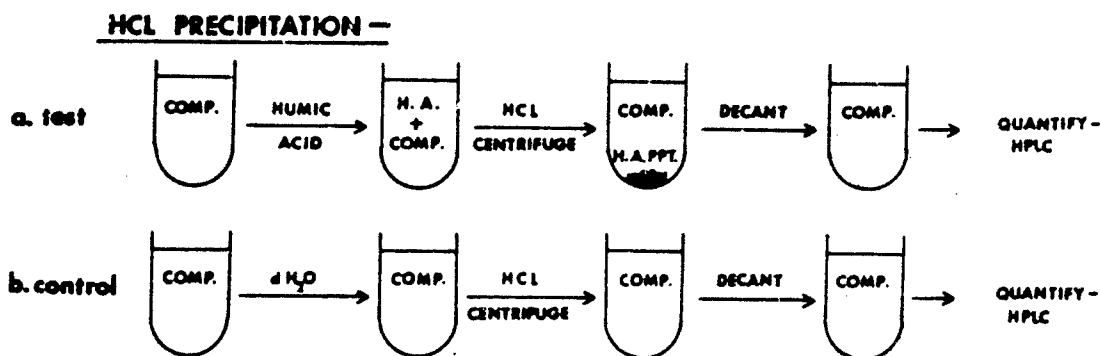 HCL PRECIPITATION —
a. test
COMP.
HUMIC
ACID
H. A.
+
COMP.
HCL
CENTRIFUGE
COMP.
H.A. PPT.
DECANT
COMP.
QUANTIFY –
HPLC
b. control
COMP.
dH₂O
COMP.
HCL
CENTRIFUGE
COMP.
DECANT
COMP.
QUANTIFY –
HPLC